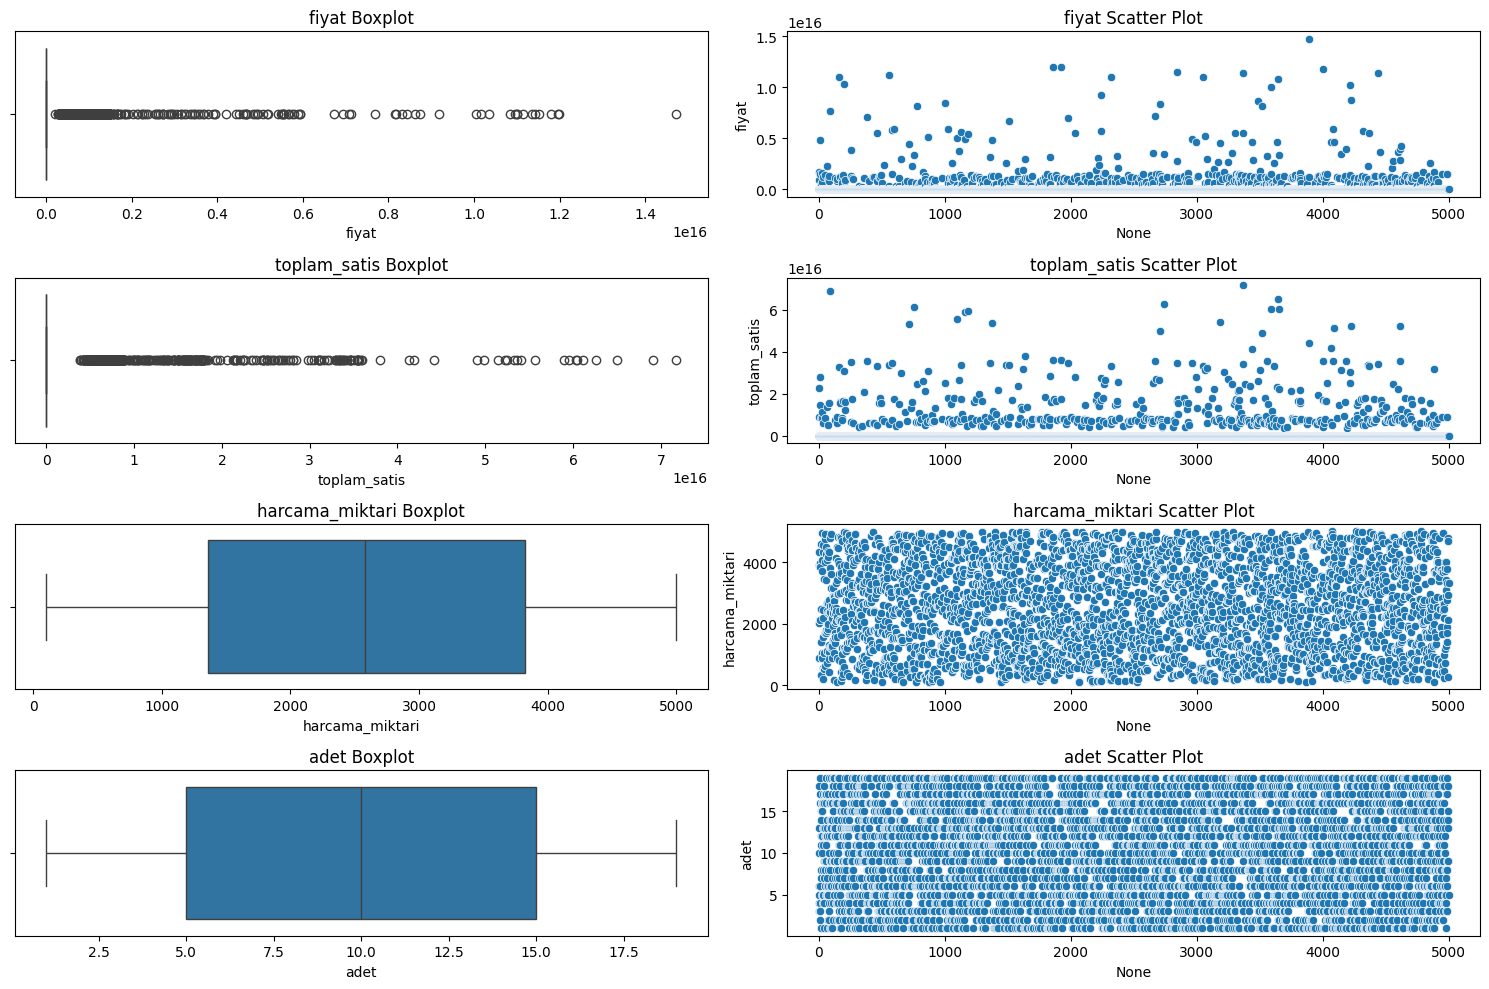 fiyat Boxplot
0.0 0.2 0.4 0.6 0.8 1.0 1.2 1.4
1e16
fiyat
fiyat Scatter Plot
1e16
1.5
1.0
0.5
0.0
fiyat
0 1000 2000 3000 4000 5000
None
toplam_satis Boxplot
0 1 2 3 4 5 6 7
1e16
toplam_satis
toplam_satis Scatter Plot
1e16
6
4
2
0
toplam_satis
0 1000 2000 3000 4000 5000
None
harcama_miktari Boxplot
0 1000 2000 3000 4000 5000
harcama_miktari
harcama_miktari Scatter Plot
4000
2000
0
harcama_miktari
0 1000 2000 3000 4000 5000
None
adet Boxplot
2.5 5.0 7.5 10.0 12.5 15.0 17.5
adet
adet Scatter Plot
15
10
5
adet
0 1000 2000 3000 4000 5000
None